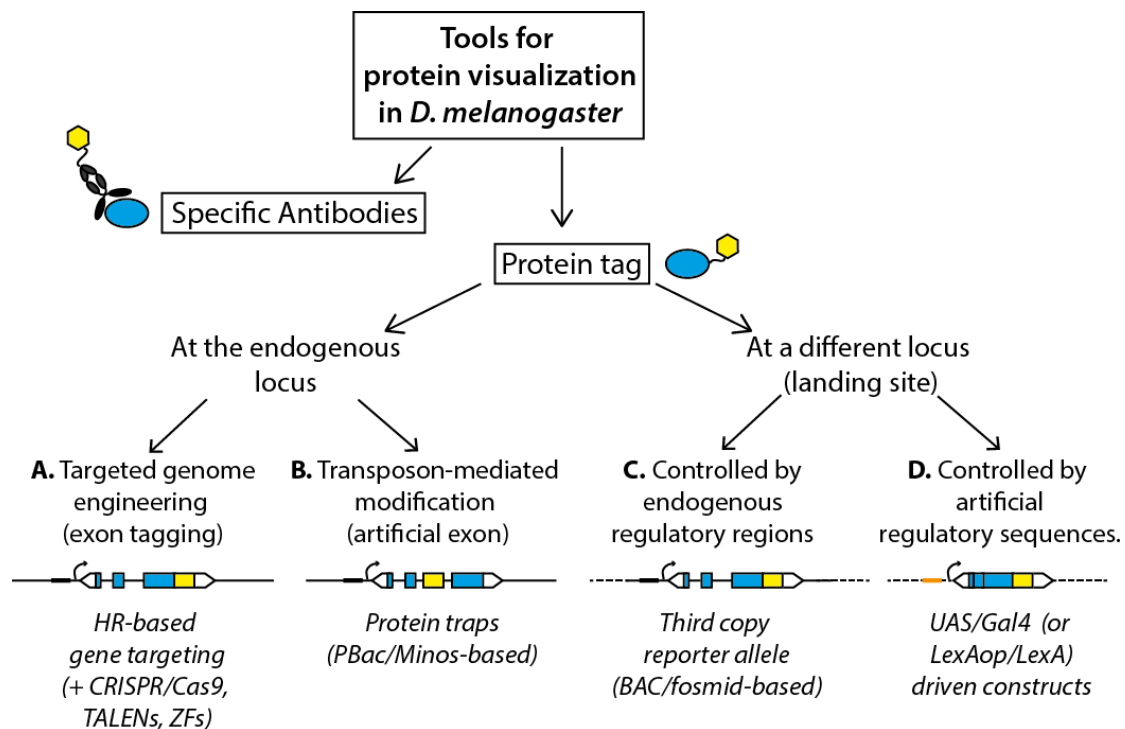 Tools for
protein visualization
in D. melanogaster
Specific Antibodies
Protein tag
At the endogenous
locus
At a different locus
(landing site)
A. Targeted genome
engineering
(exon tagging)
B. Transposon-mediated
modification
(artificial exon)
C. Controlled by
endogenous
regulatory regions
D. Controlled by
artificial
regulatory sequences.
HR-based
gene targeting
(+ CRISPR/Cas9,
TALENs, ZFs)
Protein traps
(PBac/Minos-based)
Third copy
reporter allele
(BAC/fosmid-based)
UAS/Gal4 (or
LexAop/LexA)
driven constructs